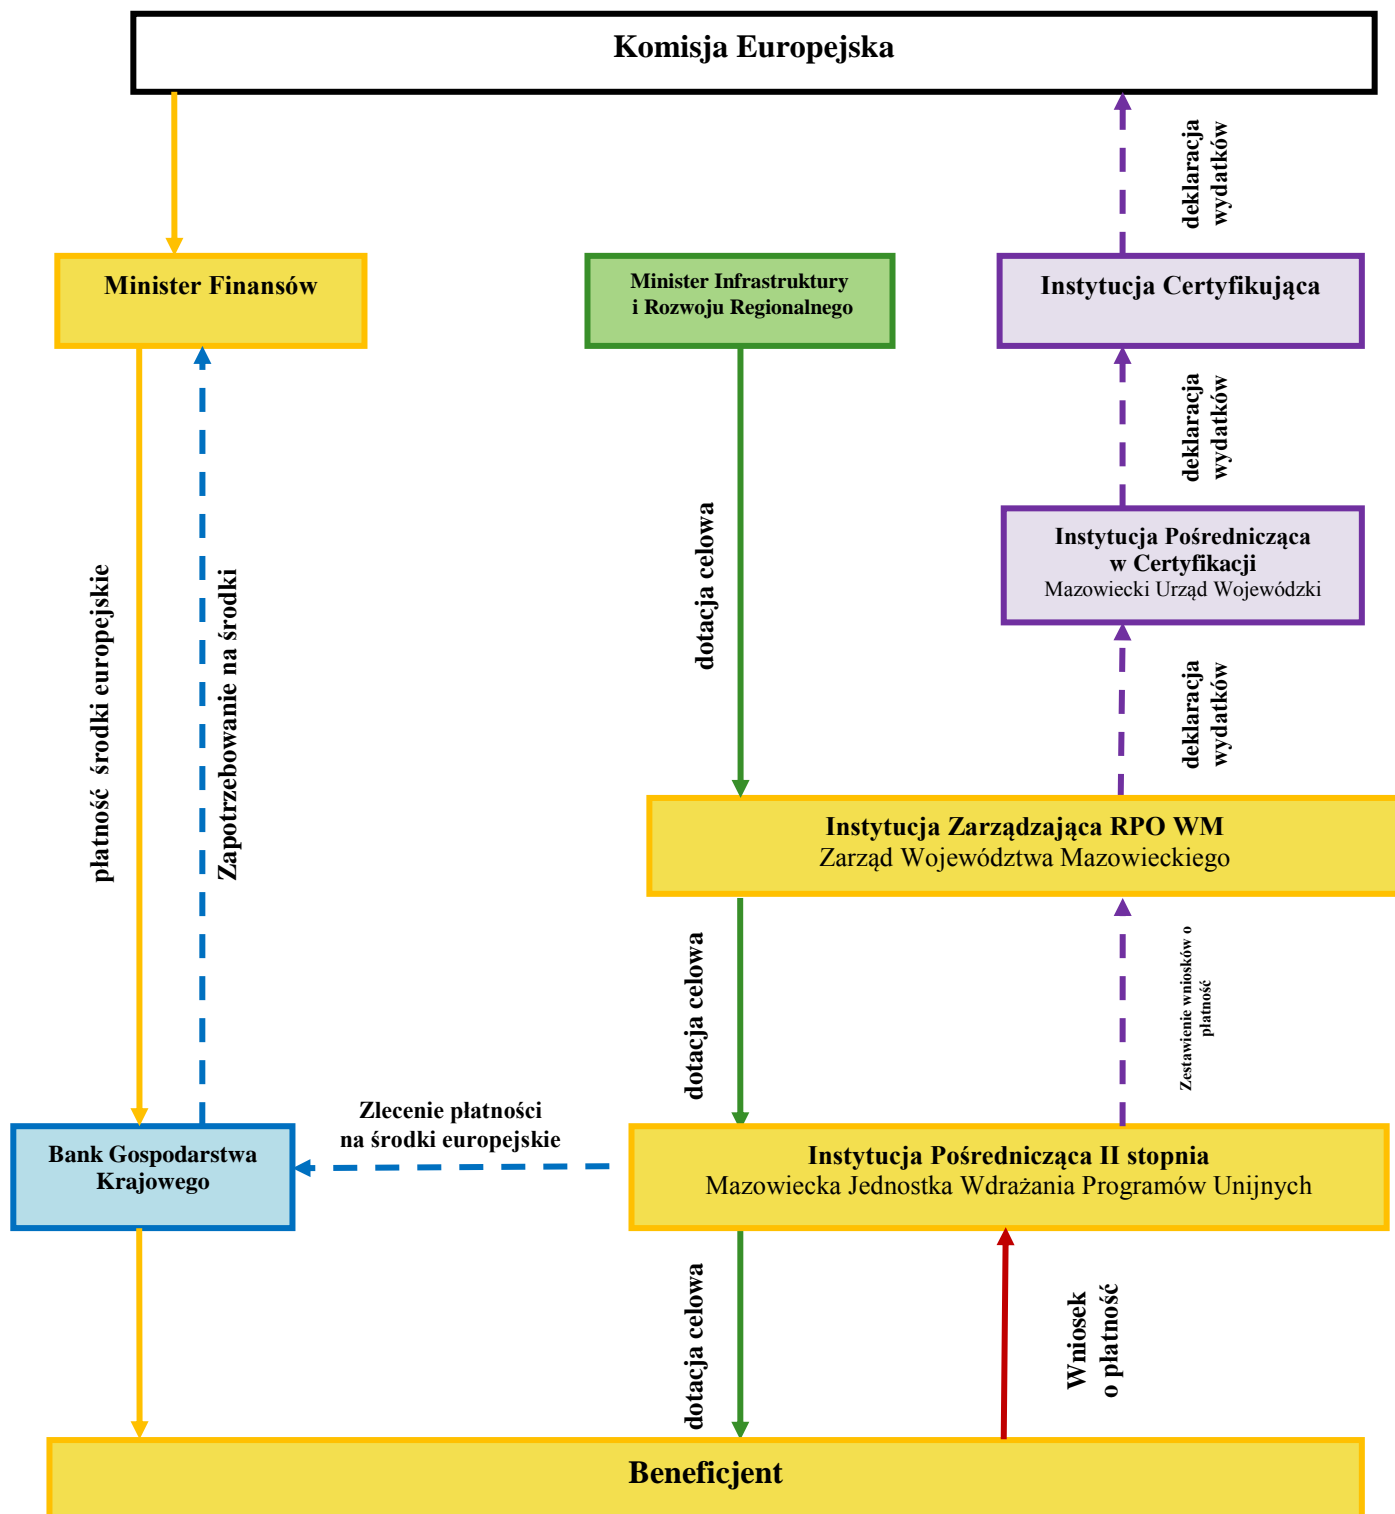 Komisja Europejska
deklaracja
wydatków
Minister Finansów
Minister Infrastruktury
i Rozwoju Regionalnego
Instytucja Certyfikująca
deklaracja
wydatków
płatność środki europejskie
Zapotrzebowanie na środki
dotacja celowa
Instytucja Pośrednicząca
w Certyfikacji
Mazowiecki Urząd Wojewódzki
deklaracja
wydatków
Instytucja Zarządzająca RPO WM
Zarząd Województwa Mazowieckiego
dotacja celowa
Zestawienie wniosków o
płatność
Zlecenie płatności
na środki europejskie
Bank Gospodarstwa
Krajowego
Instytucja Pośrednicząca II stopnia
Mazowiecka Jednostka Wdrażania Programów Unijnych
dotacja celowa
Wniosek
o płatność
Beneficjent